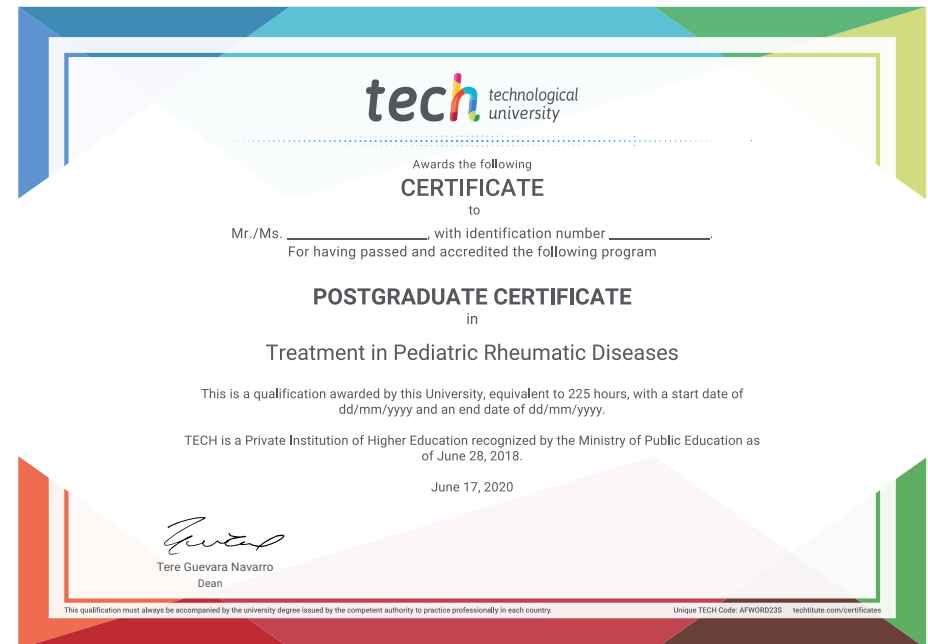 tech technological
university
Awards the following
CERTIFICATE
to
Mr./Ms. ____________________, with identification number ______________.
For having passed and accredited the following program
POSTGRADUATE CERTIFICATE
in
Treatment in Pediatric Rheumatic Diseases
This is a qualification awarded by this University, equivalent to 225 hours, with a start date of
dd/mm/yyyy and an end date of dd/mm/yyyy.
TECH is a Private Institution of Higher Education recognized by the Ministry of Public Education as
of June 28, 2018.
June 17, 2020
Tere Guevara Navarro
Dean
This qualification must always be accompanied by the university degree issued by the competent authority to practice professionally in each country.
Unique TECH Code: AFWORD23S techtitute.com/certificates